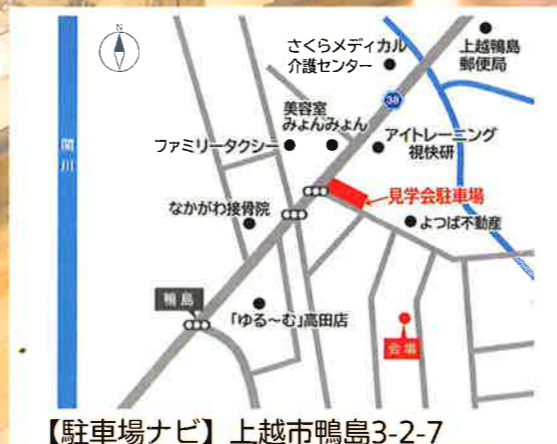 N
さくらメディカル
介護センター
上越鴨島
郵便局
38
美容室
みょんみょん
ファミリータクシー
アイトレーニング
視快研
関川
見学会駐車場
なかがわ接骨院
よつば不動産
鴨島
「ゆる～む」高田店
会場
【駐車場ナビ】上越市鴨島3-2-7